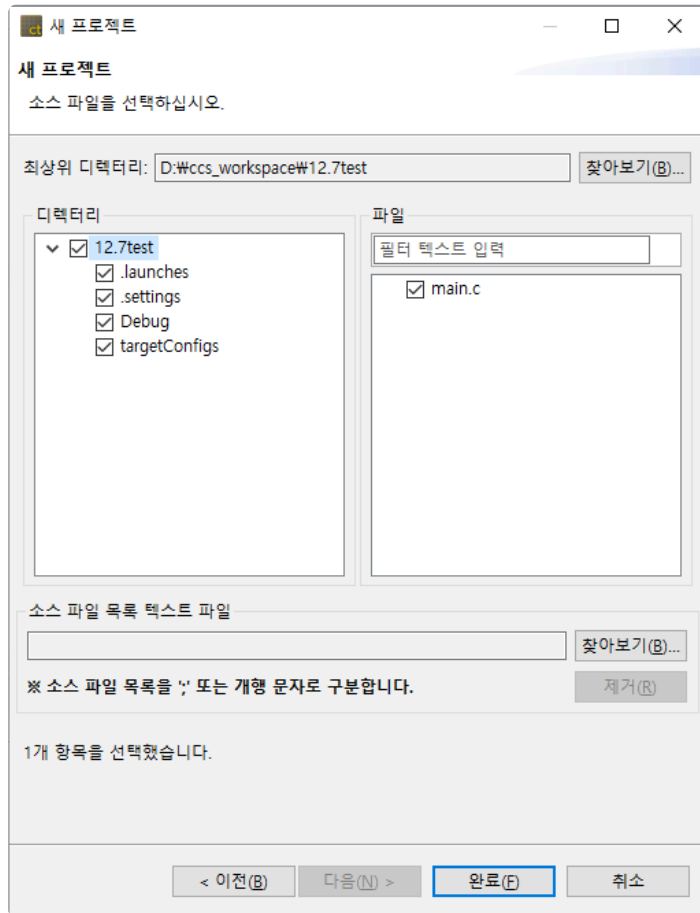 ct 새 프로젝트
새 프로젝트
소스 파일을 선택하십시오.
최상위 디렉터리: D:₩ccs_workspace₩12.7test 찾아보기(B)...
디렉터리
12.7test
.launches
.settings
Debug
targetConfigs
파일
필터 텍스트 입력
main.c
소스 파일 목록 텍스트 파일
찾아보기(B)...
※ 소스 파일 목록을 ';' 또는 개행 문자로 구분합니다. 제거(R)
1개 항목을 선택했습니다.
< 이전(B) 다음(N) > 완료(F) 취소